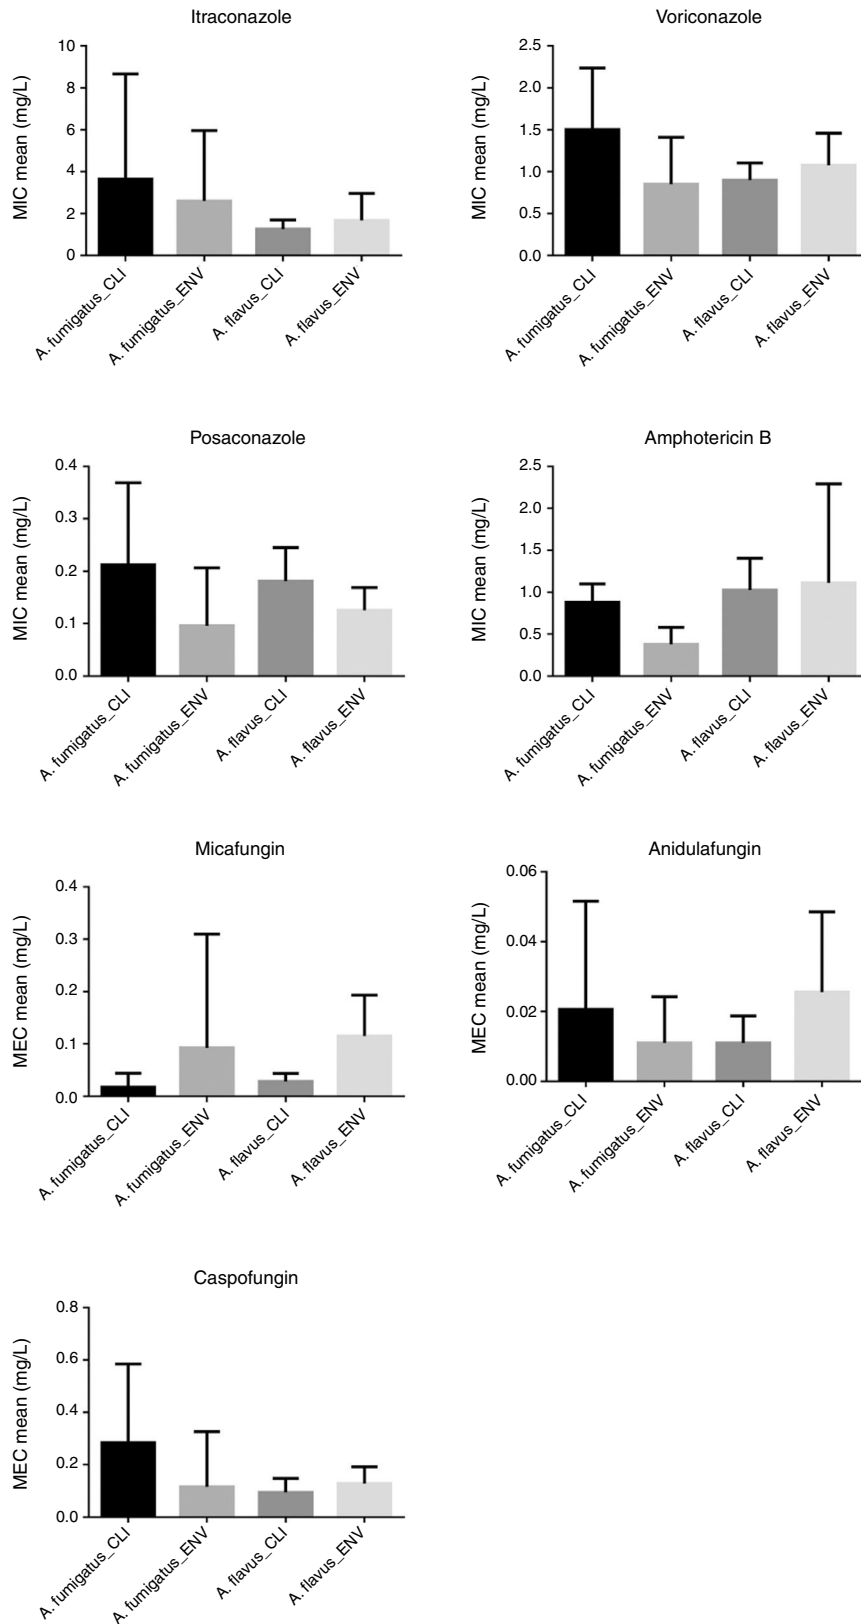 Itraconazole
MIC mean (mg/L)
10
8
6
4
2
0
A. fumigatus_CLI
A. fumigatus_ENV
A. flavus_CLI
A. flavus_ENV
Voriconazole
MIC mean (mg/L)
2.5
2.0
1.5
1.0
0.5
0.0
A. fumigatus_CLI
A. fumigatus_ENV
A. flavus_CLI
A. flavus_ENV
Posaconazole
MIC mean (mg/L)
0.4
0.3
0.2
0.1
0.0
A. fumigatus_CLI
A. fumigatus_ENV
A. flavus_CLI
A. flavus_ENV
Amphotericin B
MIC mean (mg/L)
2.5
2.0
1.5
1.0
0.5
0.0
A. fumigatus_CLI
A. fumigatus_ENV
A. flavus_CLI
A. flavus_ENV
Micafungin
MEC mean (mg/L)
0.4
0.3
0.2
0.1
0.0
A. fumigatus_CLI
A. fumigatus_ENV
A. flavus_CLI
A. flavus_ENV
Anidulafungin
MEC mean (mg/L)
0.06
0.04
0.02
0.00
A. fumigatus_CLI
A. fumigatus_ENV
A. flavus_CLI
A. flavus_ENV
Caspofungin
MEC mean (mg/L)
0.8
0.6
0.4
0.2
0.0
A. fumigatus_CLI
A. fumigatus_ENV
A. flavus_CLI
A. flavus_ENV